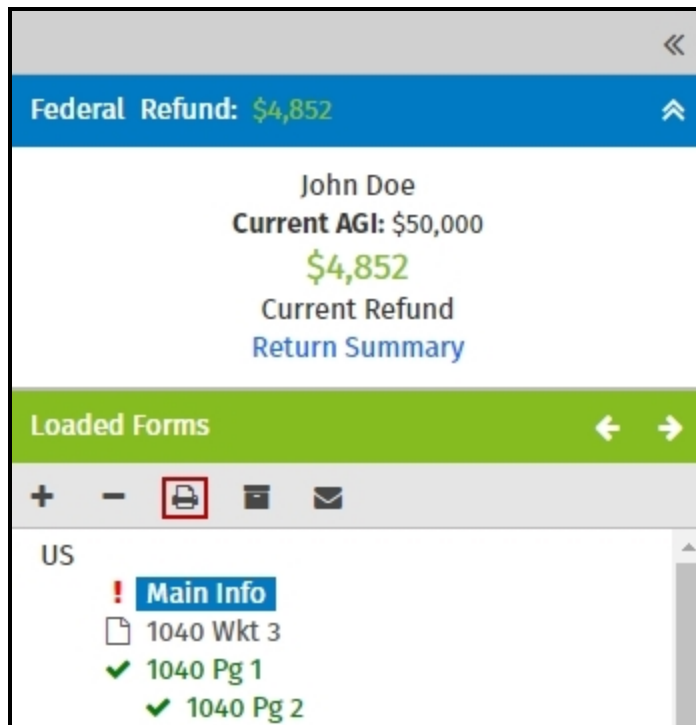 Federal Refund: $4,852
John Doe
Current AGI: $50,000
$4,852
Current Refund
Return Summary
Loaded Forms
US
! Main Info
1040 Wkt 3
1040 Pg 1
1040 Pg 2